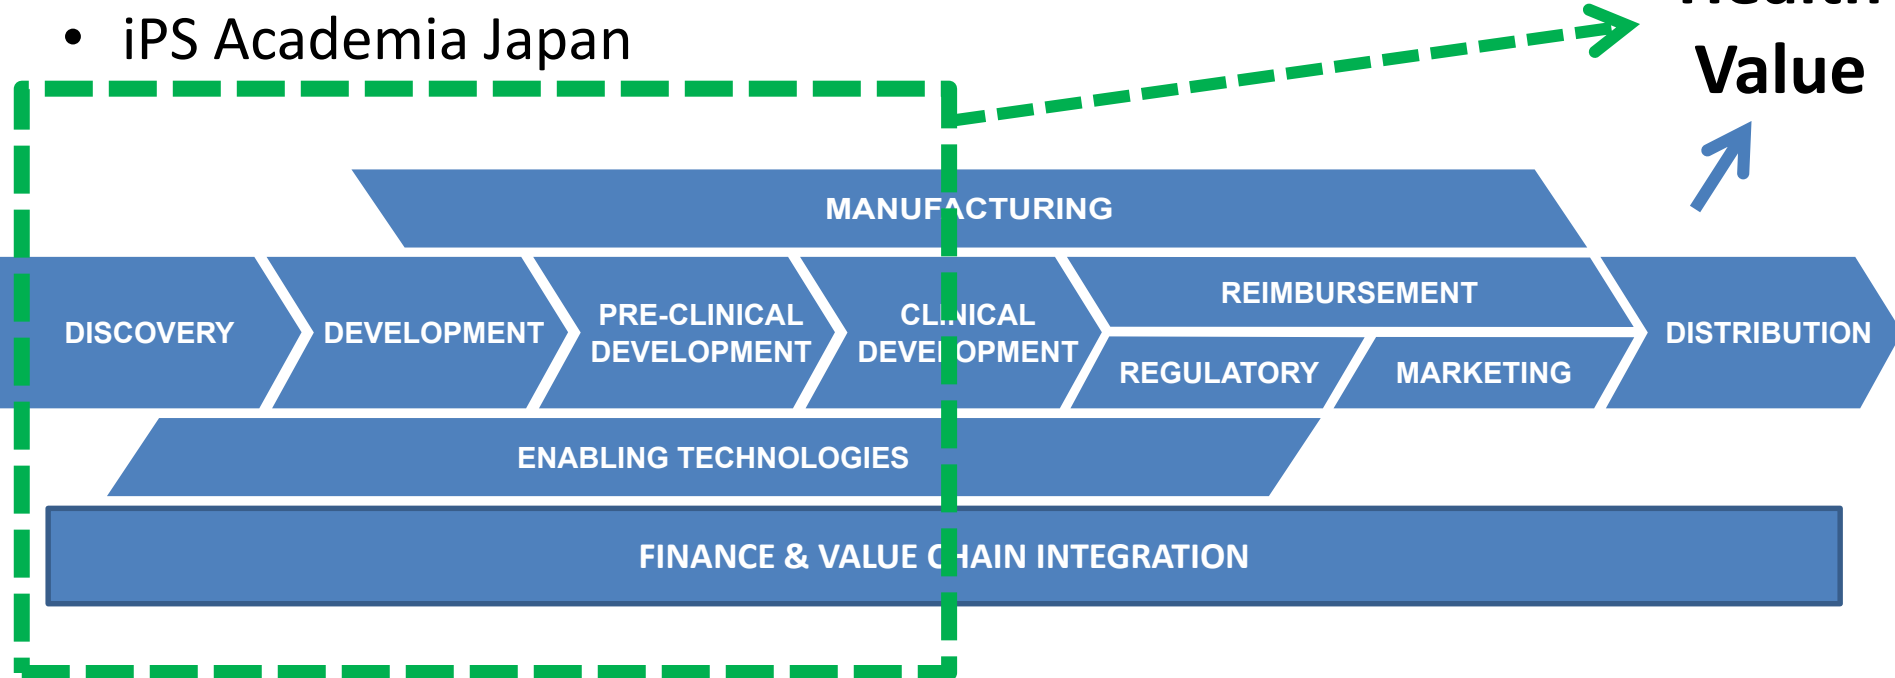 • iPS Academia Japan
Value
MANUFACTURING
DISCOVERY
DEVELOPMENT
PRE-CLINICAL
DEVELOPMENT
CLINICAL
DEVELOPMENT
REIMBURSEMENT
REGULATORY
MARKETING
DISTRIBUTION
ENABLING TECHNOLOGIES
FINANCE & VALUE CHAIN INTEGRATION